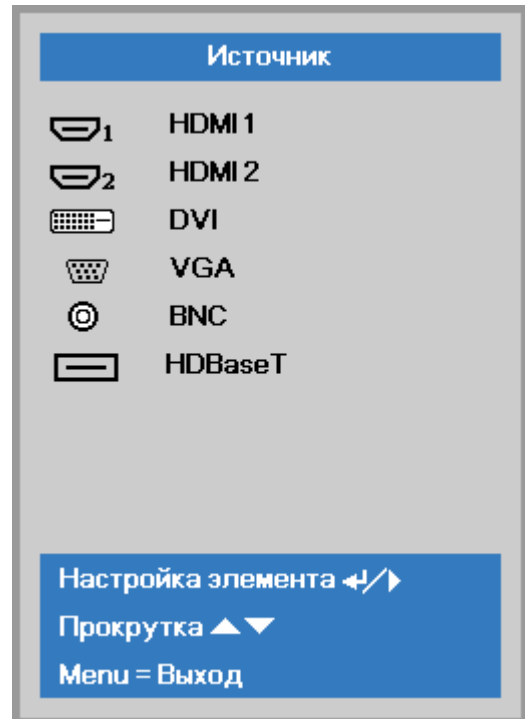 Источник
HDMI 1
HDMI 2
DVI
VGA
BNC
HDBaseT
Настройка элемента ↵/▶
Прокрутка ▲▼
Menu = Выход